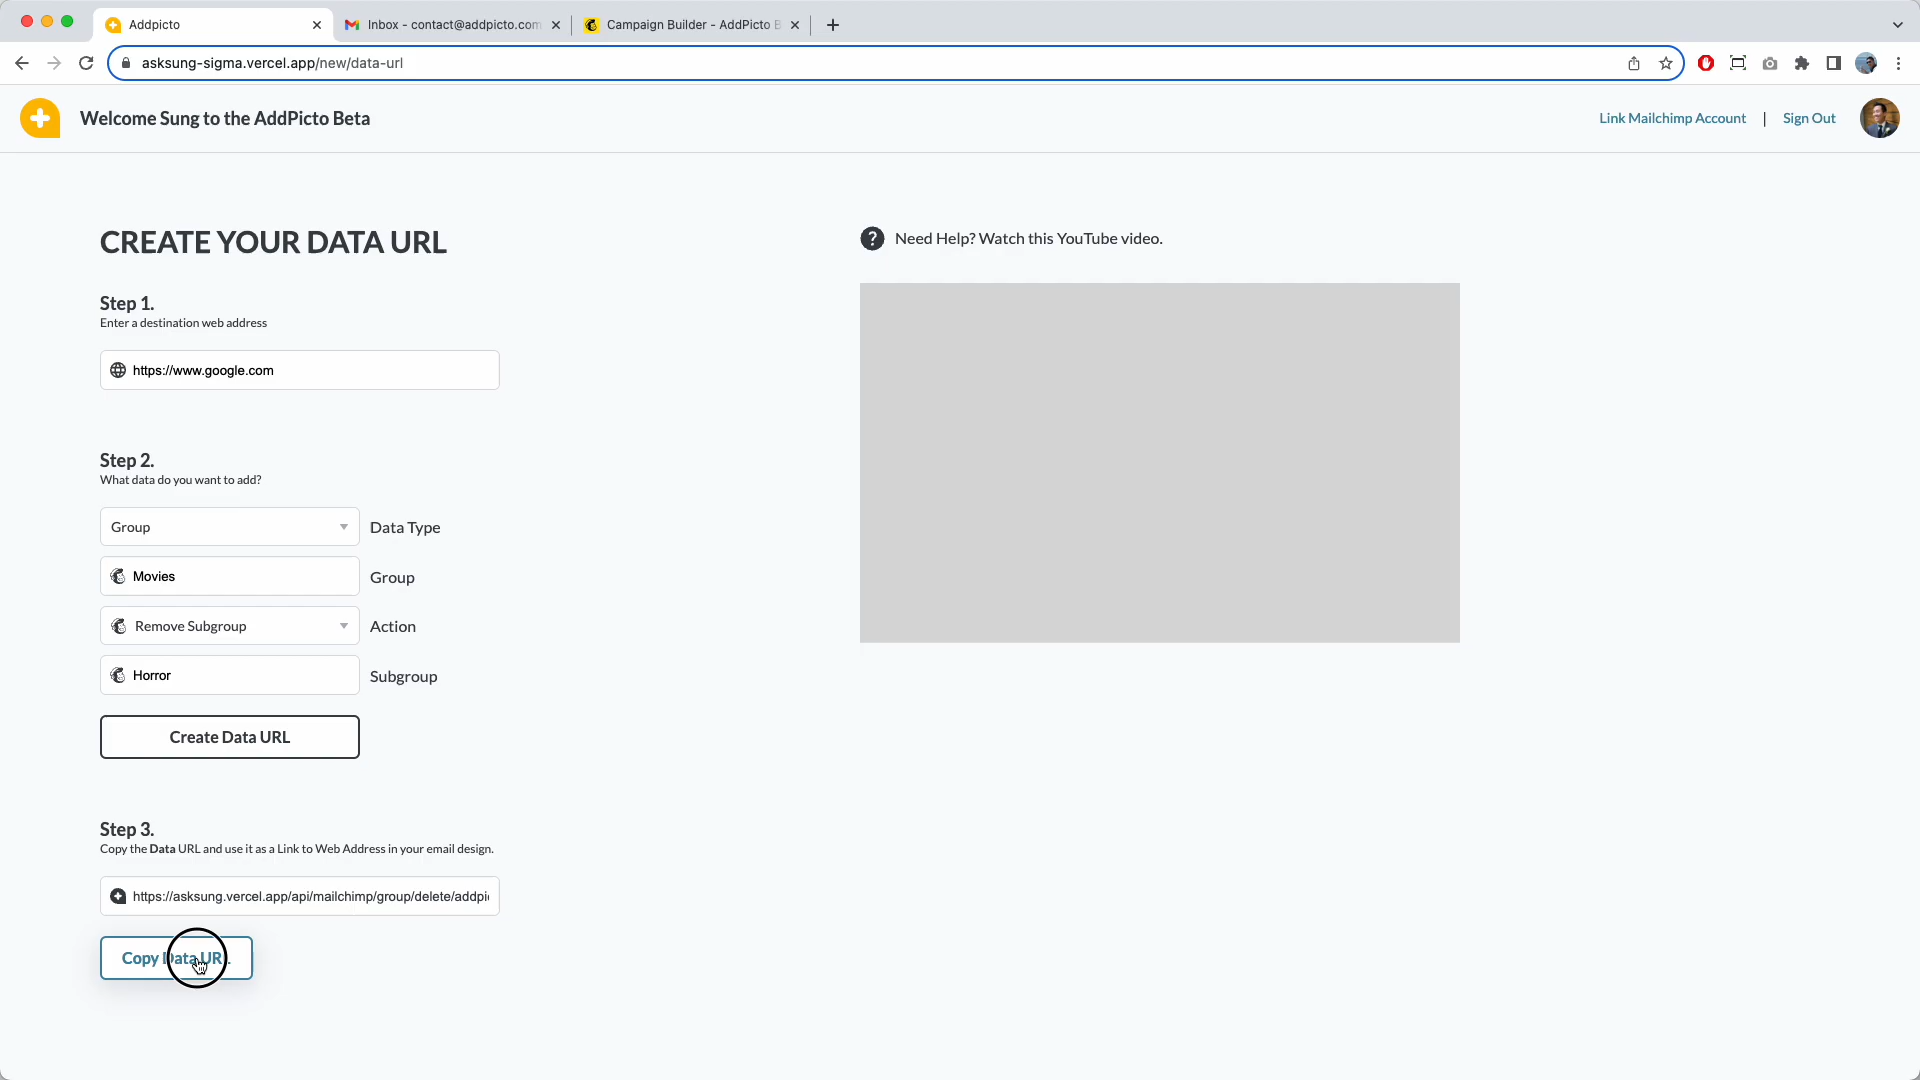 Addpicto
Inbox - contact@addpicto.com
Campaign Builder - AddPicto B
asksung-sigma.vercel.app/new/data-url
Welcome Sung to the AddPicto Beta
Link Mailchimp Account | Sign Out
CREATE YOUR DATA URL
? Need Help? Watch this YouTube video.
Step 1.
Enter a destination web address
https://www.google.com
Step 2.
What data do you want to add?
Group
Data Type
Movies
Group
Remove Subgroup
Action
Horror
Subgroup
Create Data URL
Step 3.
Copy the Data URL and use it as a Link to Web Address in your email design.
https://asksung.vercel.app/api/mailchimp/group/delete/addpi
Copy Data URL